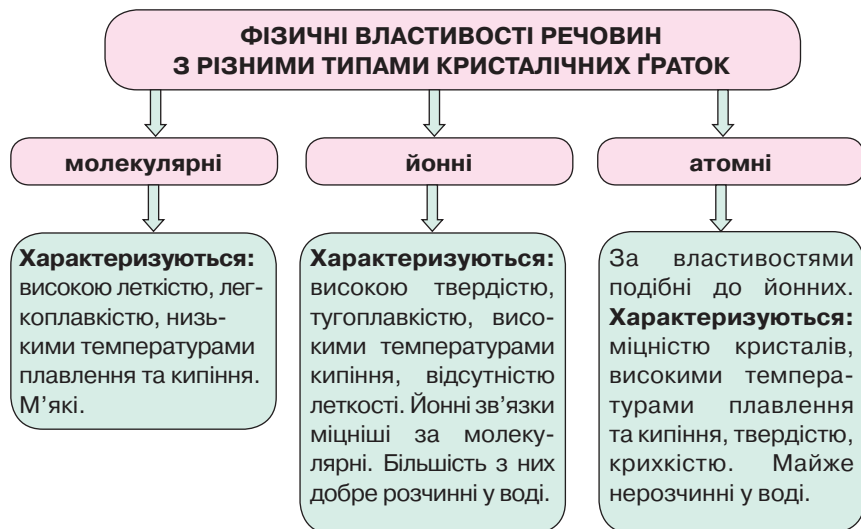 ФІЗИЧНІ ВЛАСТИВОСТІ РЕЧОВИН
З РІЗНИМИ ТИПАМИ КРИСТАЛІЧНИХ ҐРАТОК
молекулярні
йонні
атомні
Характеризуються:
високою леткістю, лег-
коплавкістю, низь-
кими температурами
плавлення та кипіння.
М’які.
Характеризуються:
високою твердістю,
тугоплавкістю, висо-
кими температурами
кипіння, відсутністю
леткості. Йонні зв’язки
міцніші за молеку-
лярні. Більшість з них
добре розчинні у воді.
За властивостями
подібні до йонних.
Характеризуються:
міцністю кристалів,
високими темпера-
турами плавлення
та кипіння, твердістю,
крихкістю. Майже
нерозчинні у воді.